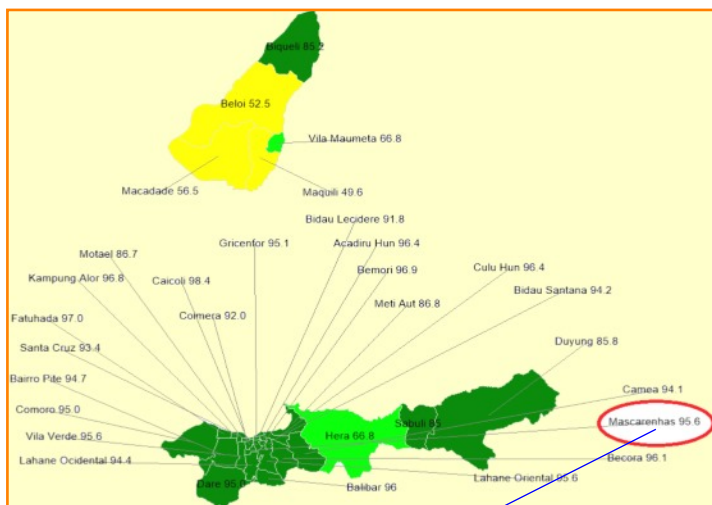 Biqueli 85.2
Beloi 52.5
Vila Maumeta 66.8
Macadade 56.5
Maquili 49.6
Bidau Lecidere 91.8
Gricenfor 95.1
Acadiru Hun 96.4
Motael 86.7
Culu Hun 96.4
Bemori 96.9
Kampung Alor 96.8
Caicoli 98.4
Bidau Santana 94.2
Meti Aut 86.8
Fatuhada 97.0
Colmera 92.0
Duyung 85.8
Santa Cruz 93.4
Bairro Pite 94.7
Camea 94.1
Comoro 95.0
Sabuli 85
Mascarenhas 95.6
Hera 66.8
Vila Verde 95.6
Becora 96.1
Lahane Ocidental 94.4
Lahane Oriental 95.6
Dare 95.0
Balibar 96